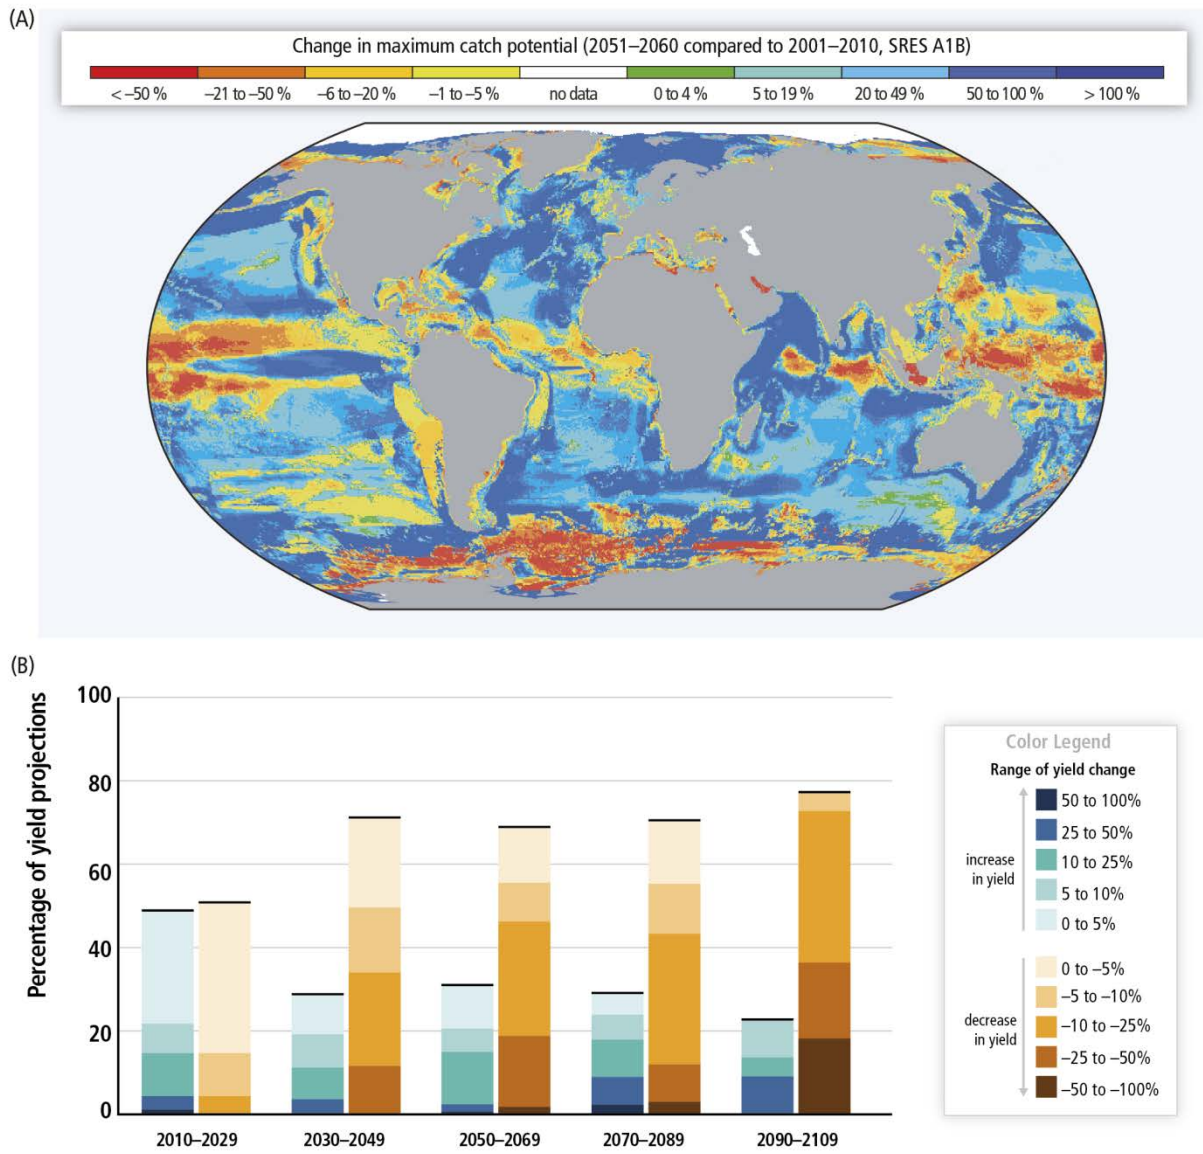 (A)
Change in maximum catch potential (2051–2060 compared to 2001–2010, SRES A1B)
< –50 % –21 to –50 % –6 to –20 % –1 to –5 % no data 0 to 4 % 5 to 19 % 20 to 49 % 50 to 100 % > 100 %
(B)
Percentage of yield projections
100
80
60
40
20
0
2010–2029 2030–2049 2050–2069 2070–2089 2090–2109
Color Legend
Range of yield change
increase in yield
50 to 100%
25 to 50%
10 to 25%
5 to 10%
0 to 5%
decrease in yield
0 to –5%
–5 to –10%
–10 to –25%
–25 to –50%
–50 to –100%